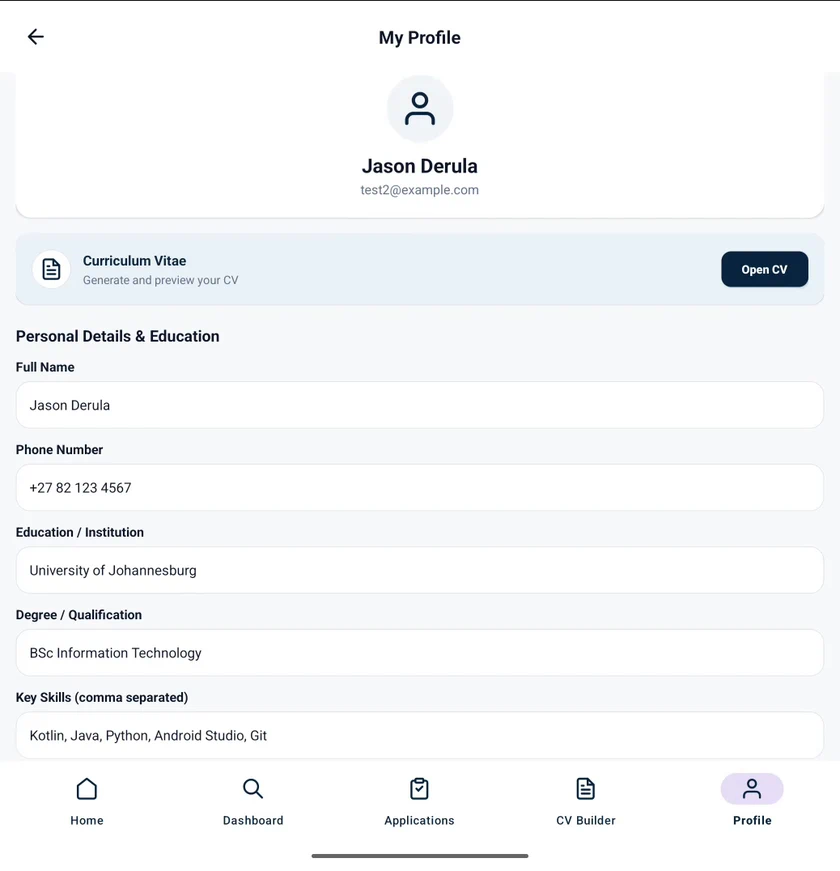 My Profile
Jason Derula
test2@example.com
Curriculum Vitae
Generate and preview your CV
Open CV
Personal Details & Education
Full Name
Jason Derula
Phone Number
+27 82 123 4567
Education / Institution
University of Johannesburg
Degree / Qualification
BSc Information Technology
Key Skills (comma separated)
Kotlin, Java, Python, Android Studio, Git
Home
Dashboard
Applications
CV Builder
Profile